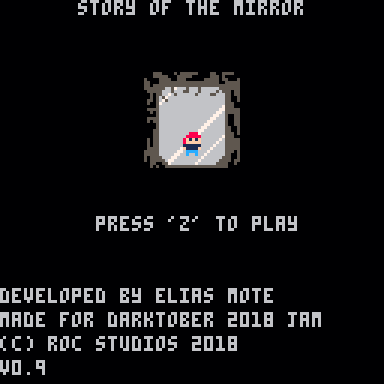 STORY OF THE MIRROR
PRESS 'Z' TO PLAY
DEVELOPED BY ELIAS MOTE
MADE FOR DARKTOBER 2018 JAM
(C) ROC STUDIOS 2018
V0.9